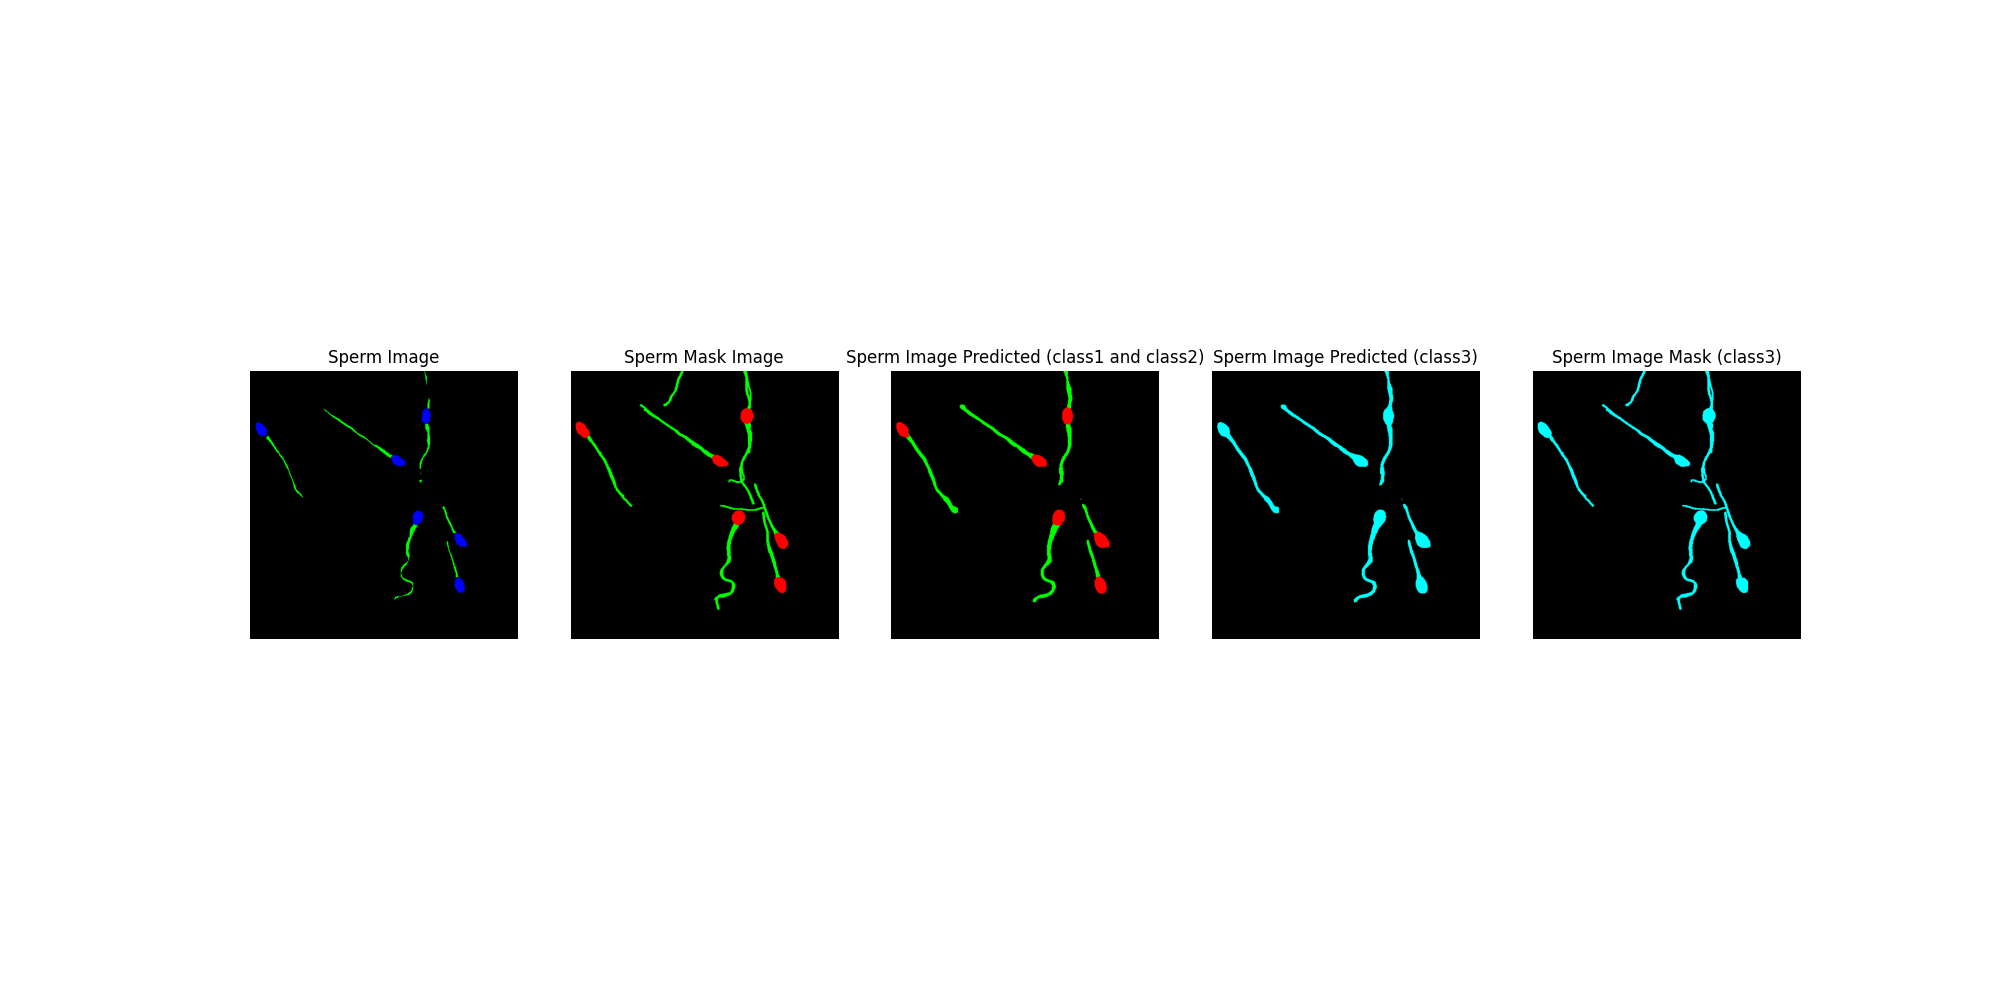 Sperm Image
Sperm Mask Image
Sperm Image Predicted (class1 and class2)
Sperm Image Predicted (class3)
Sperm Image Mask (class3)